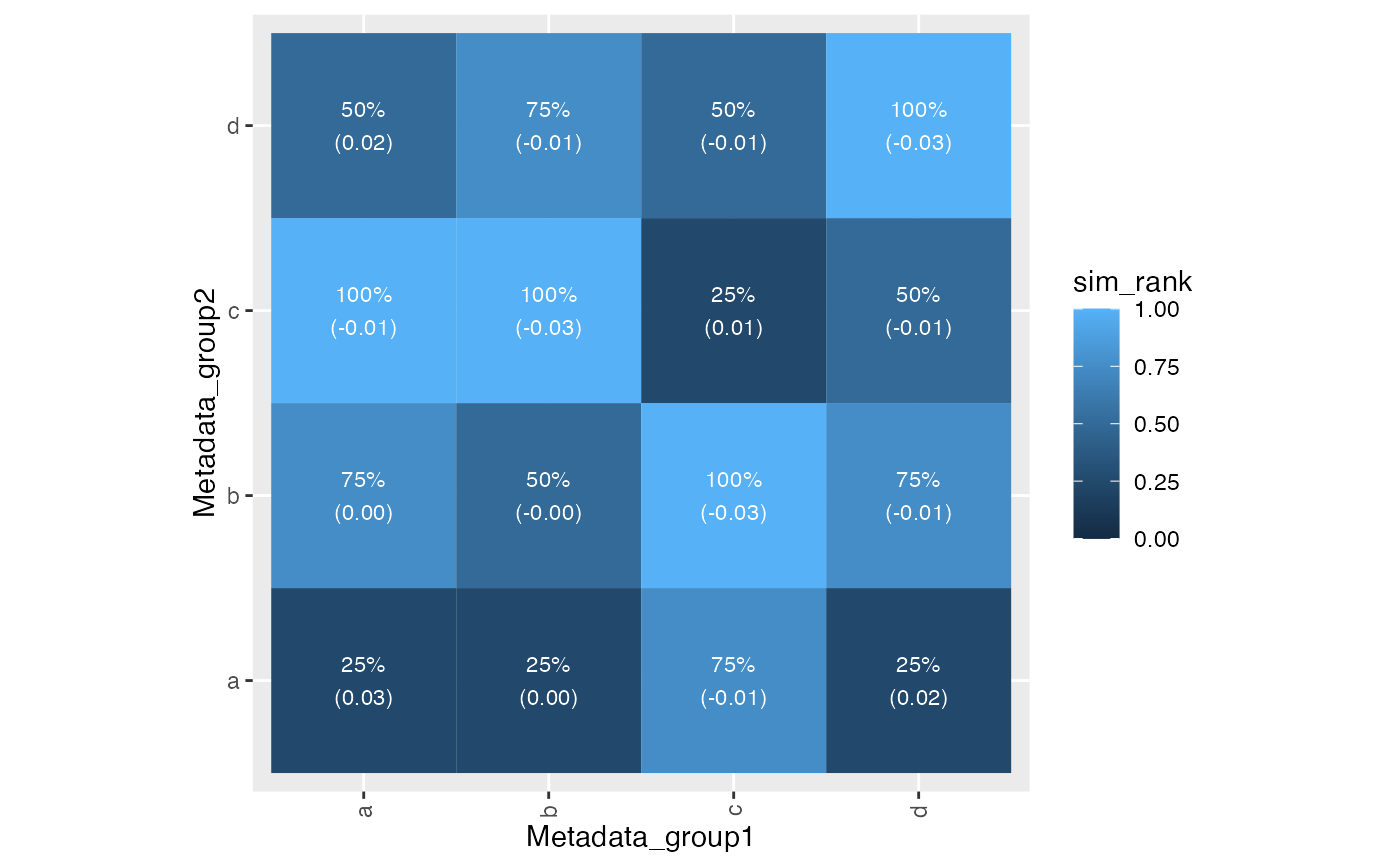 50% 75% 50% 100%
d
(0.02) (-0.01) (-0.01) (-0.03)
100% 100% 25% 50%
c
(-0.01) (-0.03) (0.01) (-0.01)
75% 50% 100% 75%
b
(0.00) (-0.00) (-0.03) (-0.01)
25% 25% 75% 25%
a
(0.03) (0.00) (-0.01) (0.02)
Metadata_group2
a b c d
Metadata_group1
sim_rank
1.00
0.75
0.50
0.25
0.00